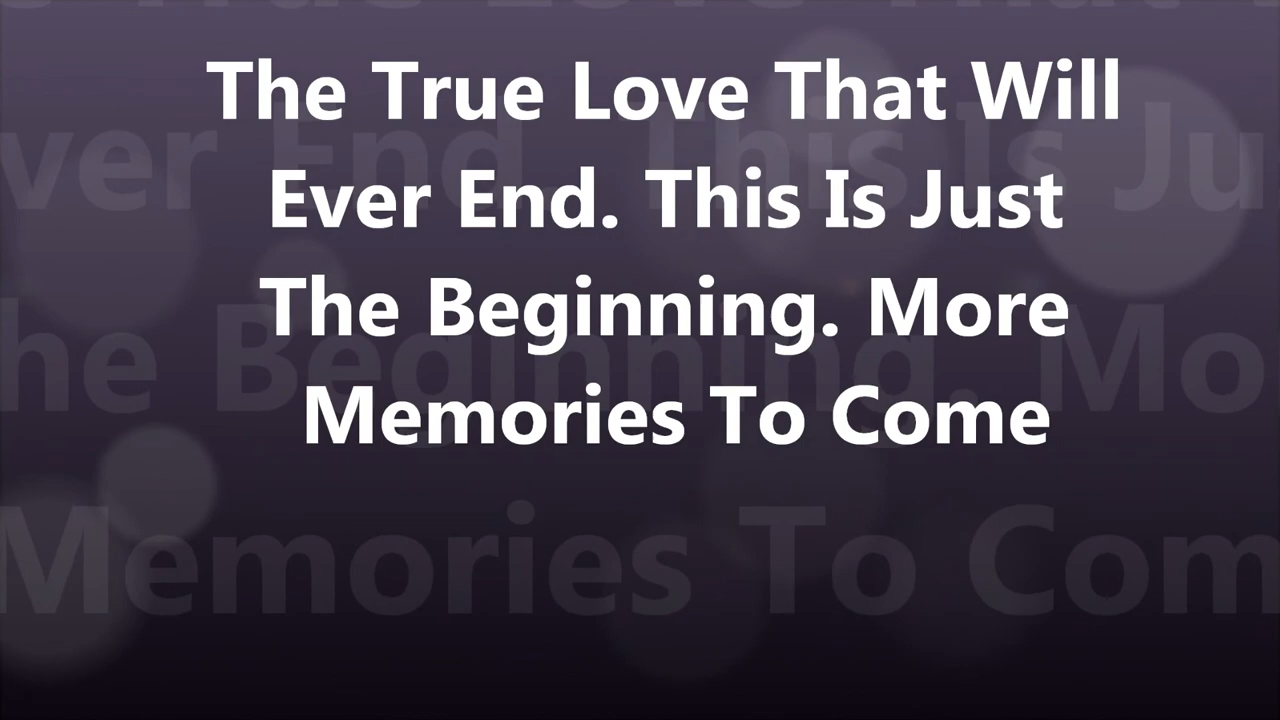 The True Love That Will
Ever End. This Is Just
The Beginning. More
Memories To Come